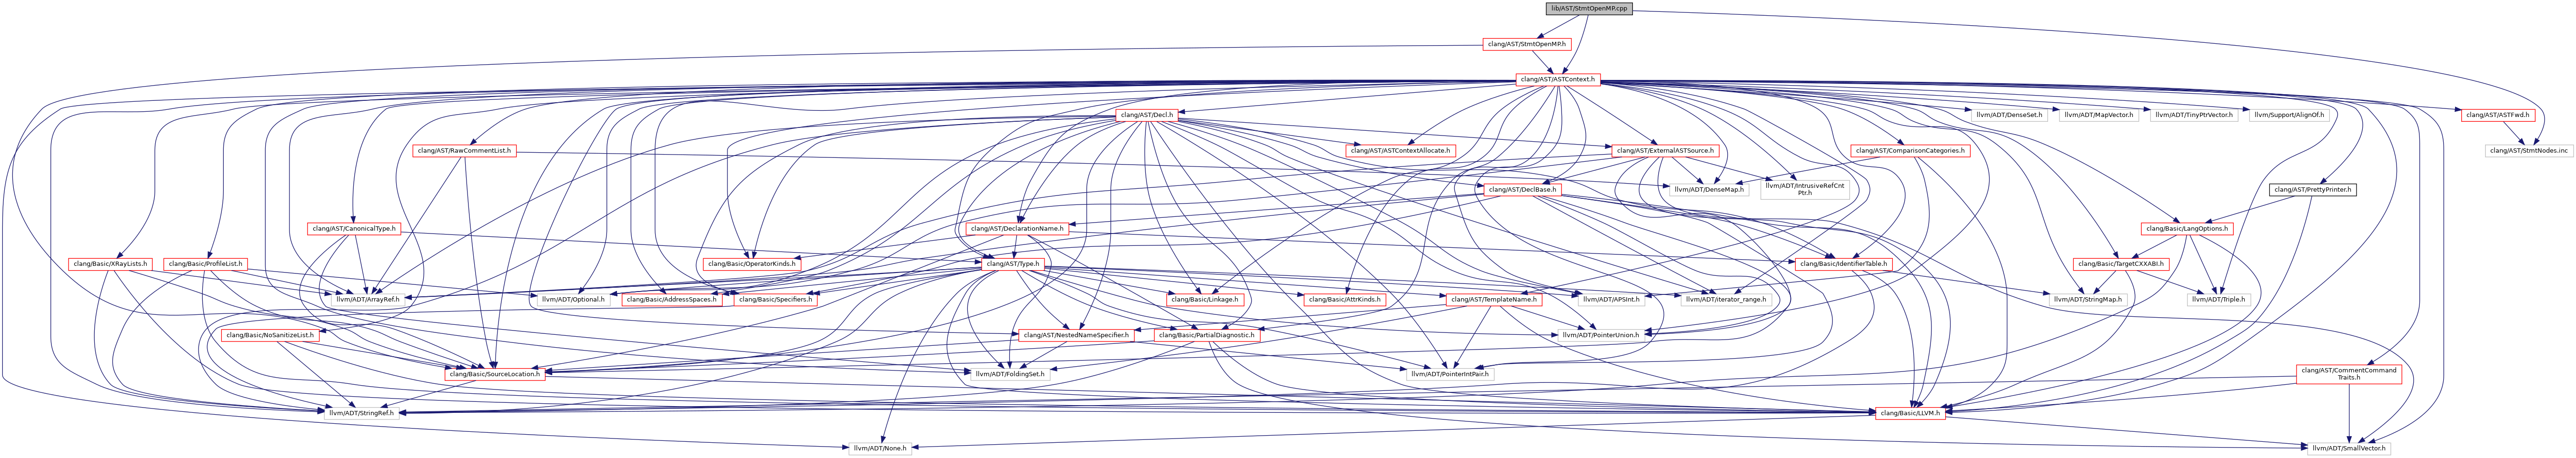 lib/AST/StmtOpenMP.cpp
clang/AST/StmtOpenMP.h
clang/AST/ASTContext.h
clang/AST/Decl.h
llvm/ADT/DenseSet.h
llvm/ADT/MapVector.h
llvm/ADT/TinyPtrVector.h
llvm/Support/AlignOf.h
clang/AST/ASTFwd.h
clang/AST/RawCommentList.h
clang/AST/ASTContextAllocate.h
clang/AST/ExternalASTSource.h
clang/AST/ComparisonCategories.h
clang/AST/StmtNodes.inc
llvm/ADT/DenseMap.h
llvm/ADT/IntrusiveRefCnt
Ptr.h
clang/AST/DeclBase.h
clang/AST/PrettyPrinter.h
clang/AST/CanonicalType.h
clang/AST/DeclarationName.h
clang/Basic/LangOptions.h
clang/Basic/XRayLists.h
clang/Basic/ProfileList.h
clang/Basic/OperatorKinds.h
clang/AST/Type.h
clang/Basic/IdentifierTable.h
clang/Basic/TargetCXXABI.h
llvm/ADT/ArrayRef.h
llvm/ADT/Optional.h
clang/Basic/AddressSpaces.h
clang/Basic/Specifiers.h
clang/Basic/Linkage.h
clang/Basic/AttrKinds.h
clang/AST/TemplateName.h
llvm/ADT/APSInt.h
llvm/ADT/iterator_range.h
llvm/ADT/StringMap.h
llvm/ADT/Triple.h
clang/Basic/NoSanitizeList.h
clang/AST/NestedNameSpecifier.h
clang/Basic/PartialDiagnostic.h
llvm/ADT/PointerUnion.h
clang/Basic/SourceLocation.h
llvm/ADT/FoldingSet.h
llvm/ADT/PointerIntPair.h
clang/AST/CommentCommand
Traits.h
llvm/ADT/StringRef.h
clang/Basic/LLVM.h
llvm/ADT/None.h
llvm/ADT/SmallVector.h